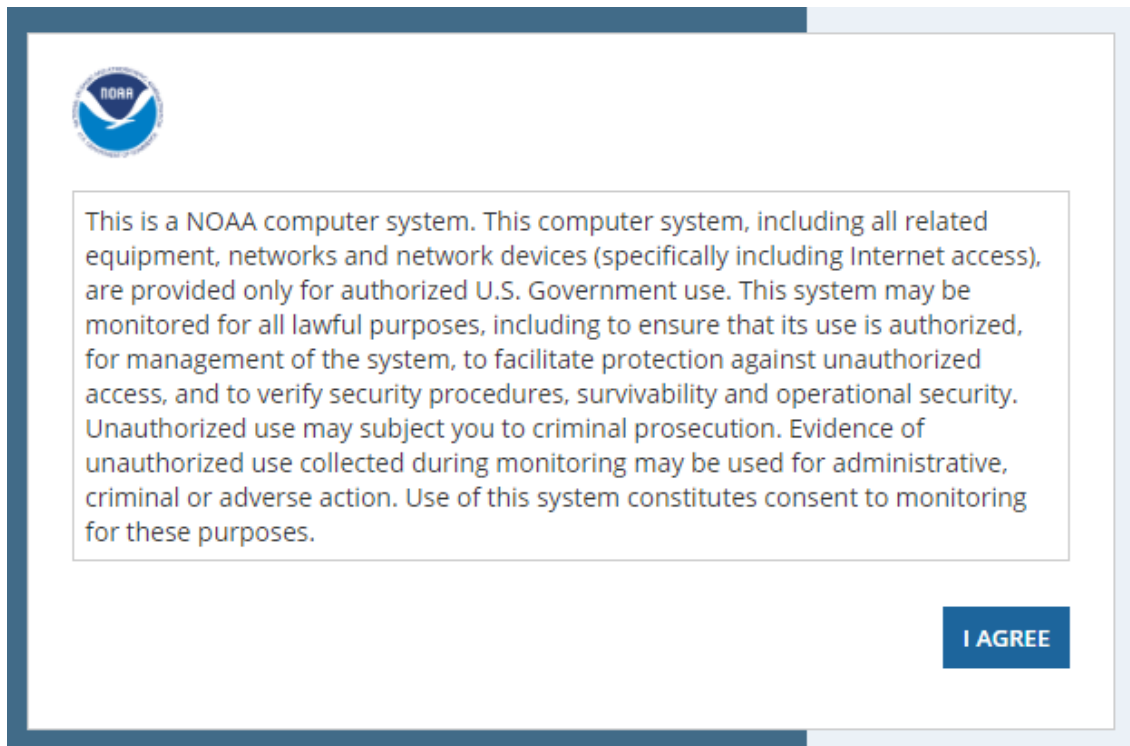 NOAA
This is a NOAA computer system. This computer system, including all related
equipment, networks and network devices (specifically including Internet access),
are provided only for authorized U.S. Government use. This system may be
monitored for all lawful purposes, including to ensure that its use is authorized,
for management of the system, to facilitate protection against unauthorized
access, and to verify security procedures, survivability and operational security.
Unauthorized use may subject you to criminal prosecution. Evidence of
unauthorized use collected during monitoring may be used for administrative,
criminal or adverse action. Use of this system constitutes consent to monitoring
for these purposes.
I AGREE